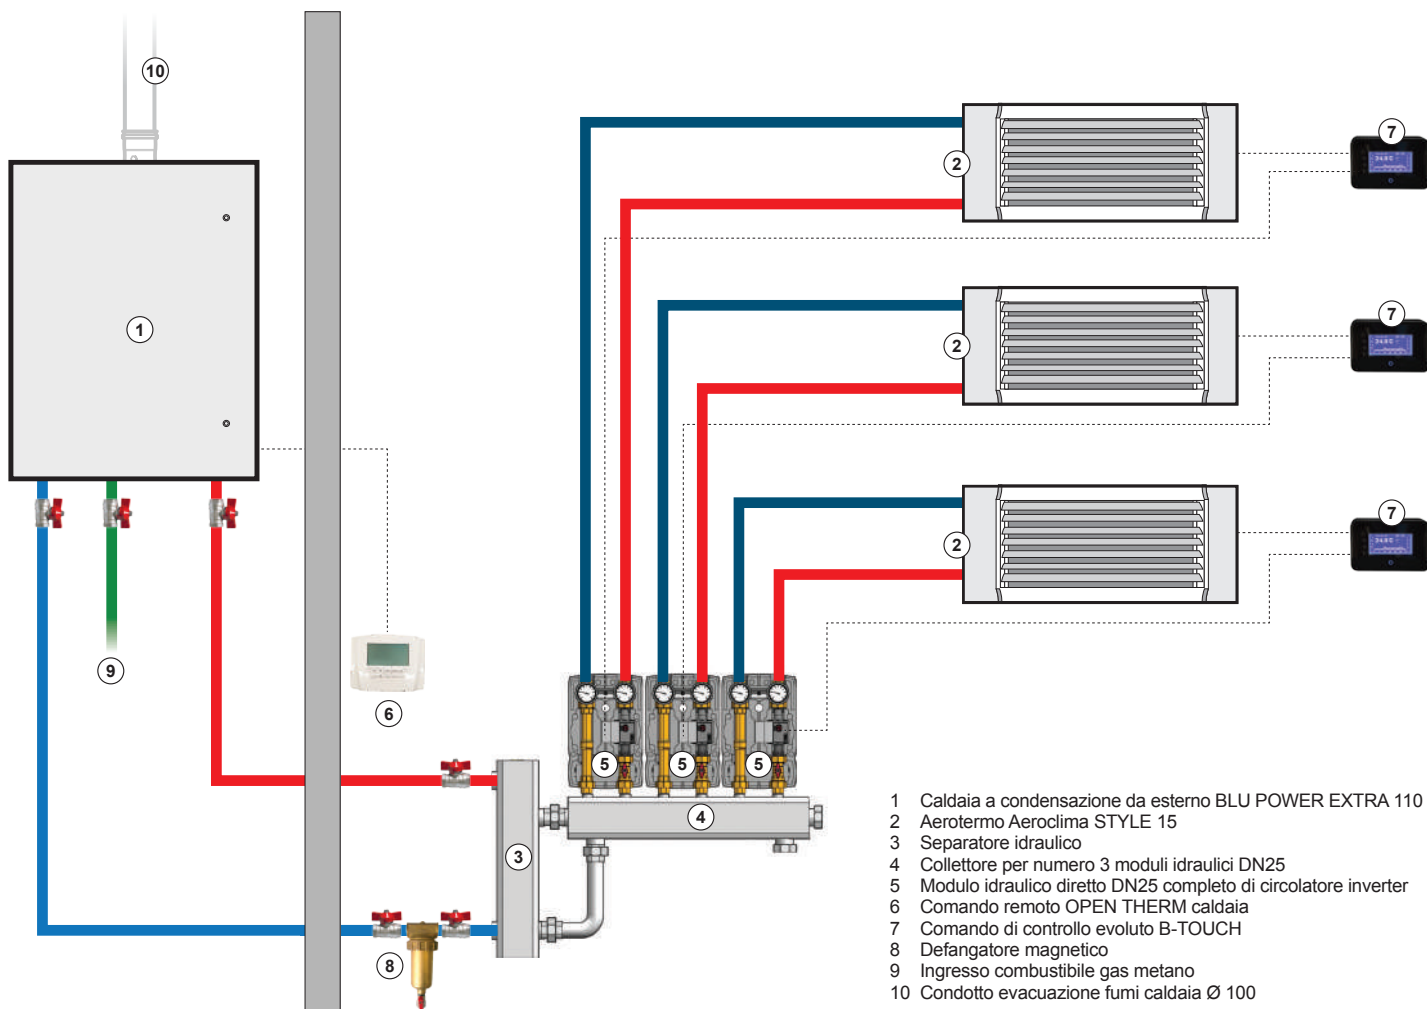 10
7
2
7
1
2
7
2
9
6
5
5
5
4
3
8
1 Caldaia a condensazione da esterno BLU POWER EXTRA 110
2 Aerotermo Aeroclima STYLE 15
3 Separatore idraulico
4 Collettore per numero 3 moduli idraulici DN25
5 Modulo idraulico diretto DN25 completo di circolatore inverter
6 Comando remoto OPEN THERM caldaia
7 Comando di controllo evoluto B-TOUCH
8 Defangatore magnetico
9 Ingresso combustibile gas metano
10 Condotto evacuazione fumi caldaia Ø 100